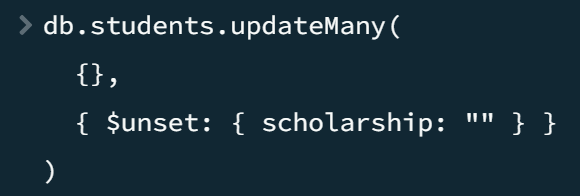 > db.students.updateMany(
{},
{ $unset: { scholarship: "" } }
)